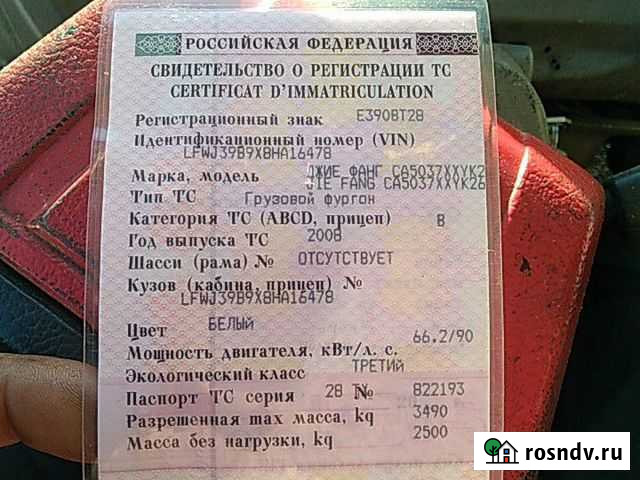 РОССИЙСКАЯ ФЕДЕРАЦИЯ
СВИДЕТЕЛЬСТВО О РЕГИСТРАЦИИ ТС
CERTIFICAT D'IMMATRICULATION
Регистрационный знак Е390ВТ28
Идентификационный номер (VIN)
LFWJ39B9X8HA16478
Марка, модель ДЖИЕ ФАНГ CA5037XXYK2
JIE FANG CA5037XXYK26
Тип ТС Грузовой фургон
Категория ТС (ABCD, прицеп) B
Год выпуска ТС 2008
Шасси (рама) № ОТСУТСТВУЕТ
Кузов (кабина, прицеп) №
LFWJ39B9X8HA16478
Цвет БЕЛЫЙ
Мощность двигателя, кВт/л. с. 66.2/90
Экологический класс ТРЕТИЙ
Паспорт ТС серия 28 № 822193
Разрешенная max масса, kg 3490
Масса без нагрузки, kg 2500
rosndv.ru